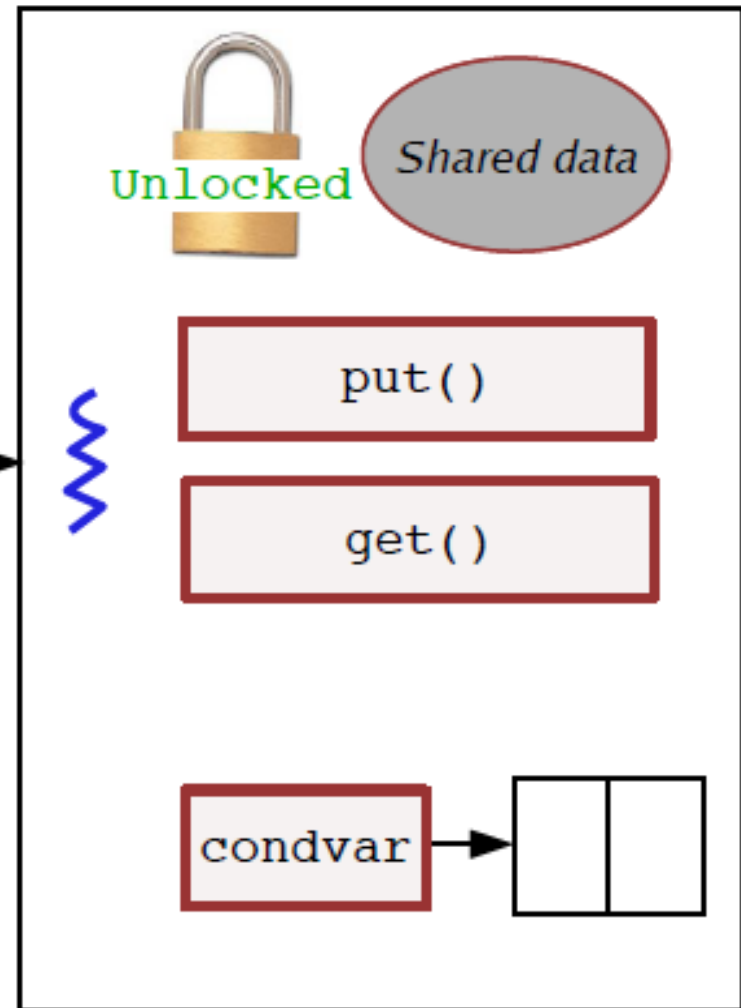 Unlocked
Shared data
put()
get()
condvar